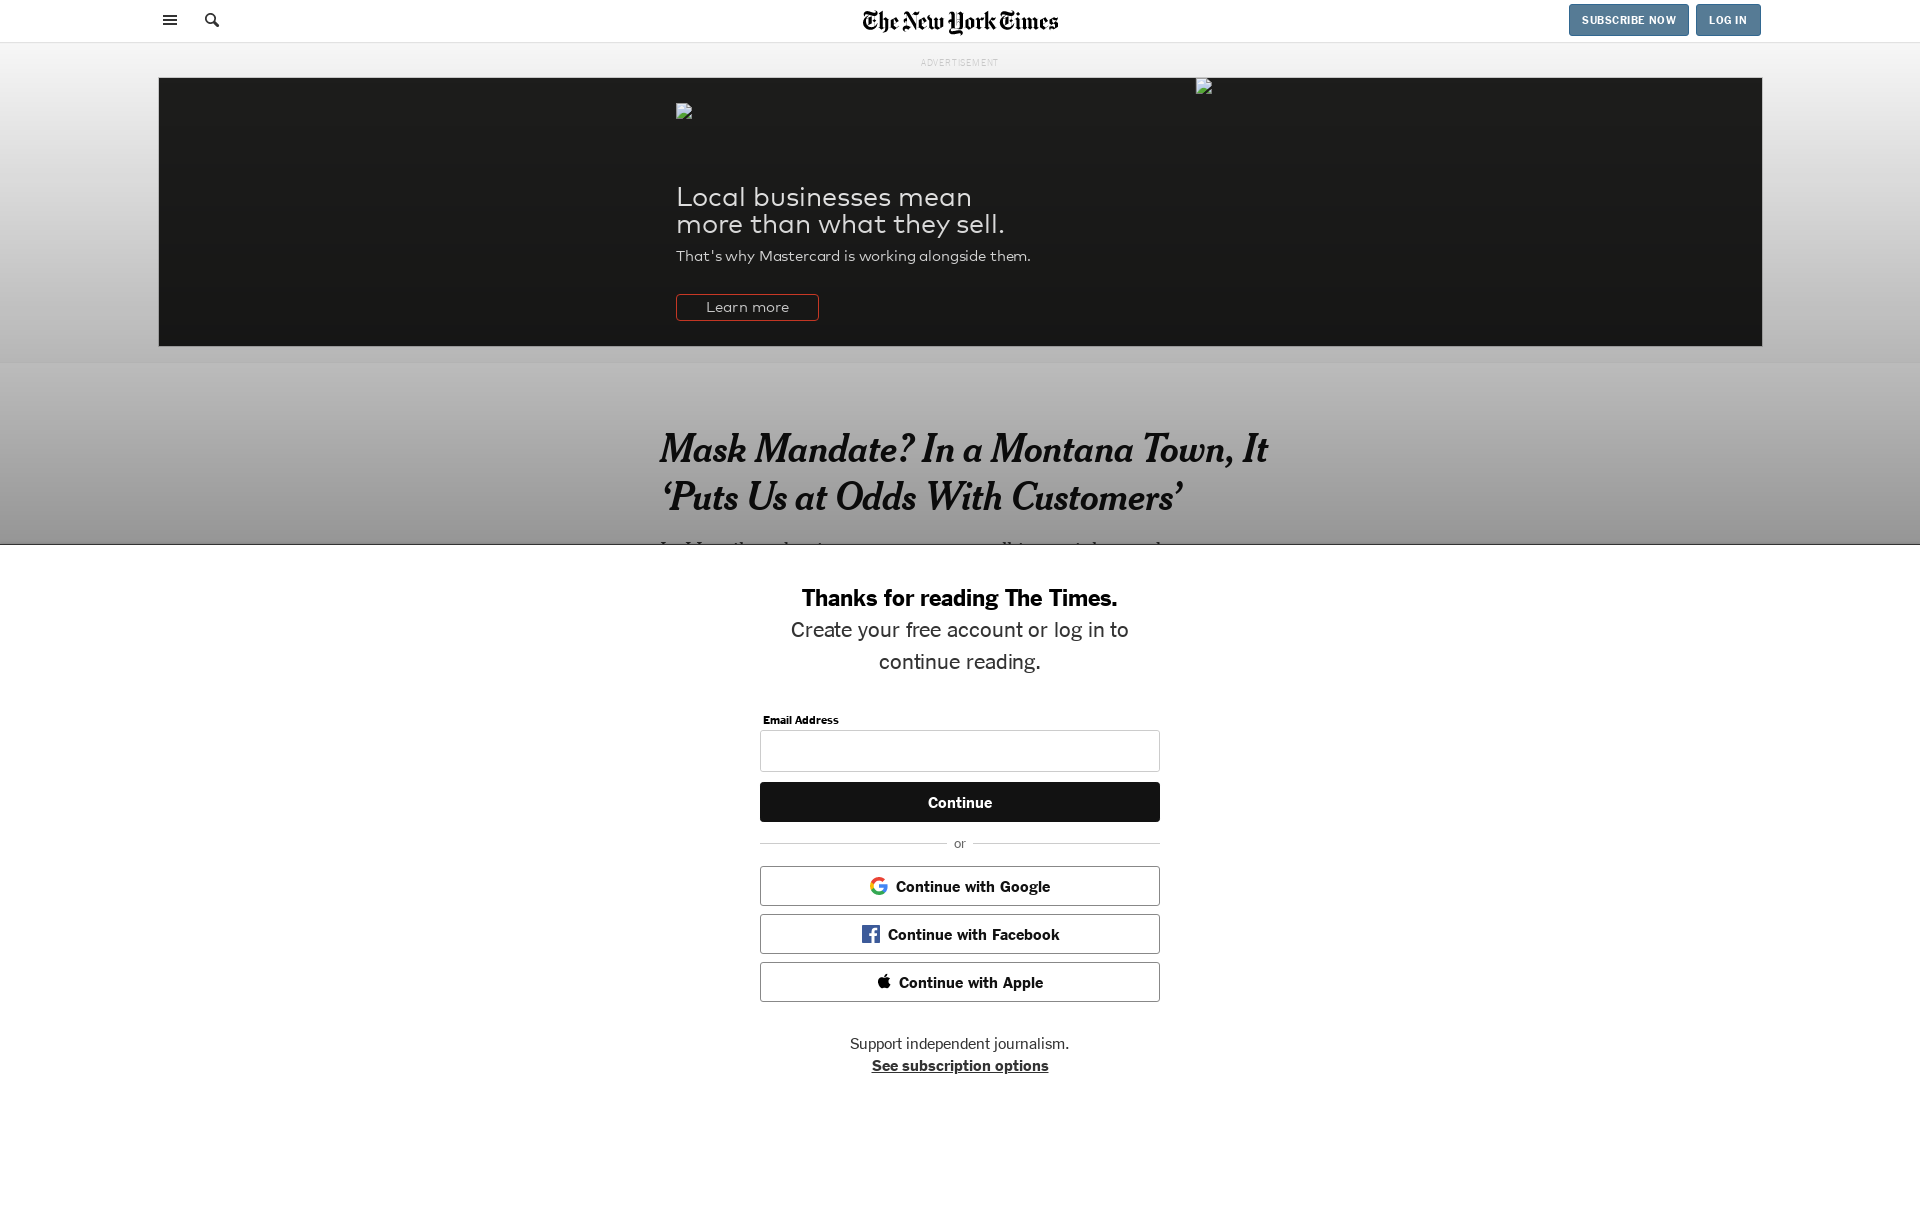 The New York Times
SUBSCRIBE NOW
LOG IN
ADVERTISEMENT
Local businesses mean
more than what they sell.
That's why Mastercard is working alongside them.
Learn more
Mask Mandate? In a Montana Town, It
‘Puts Us at Odds With Customers’
Thanks for reading The Times.
Create your free account or log in to
continue reading.
Email Address
Continue
or
Continue with Google
Continue with Facebook
Continue with Apple
Support independent journalism.
See subscription options